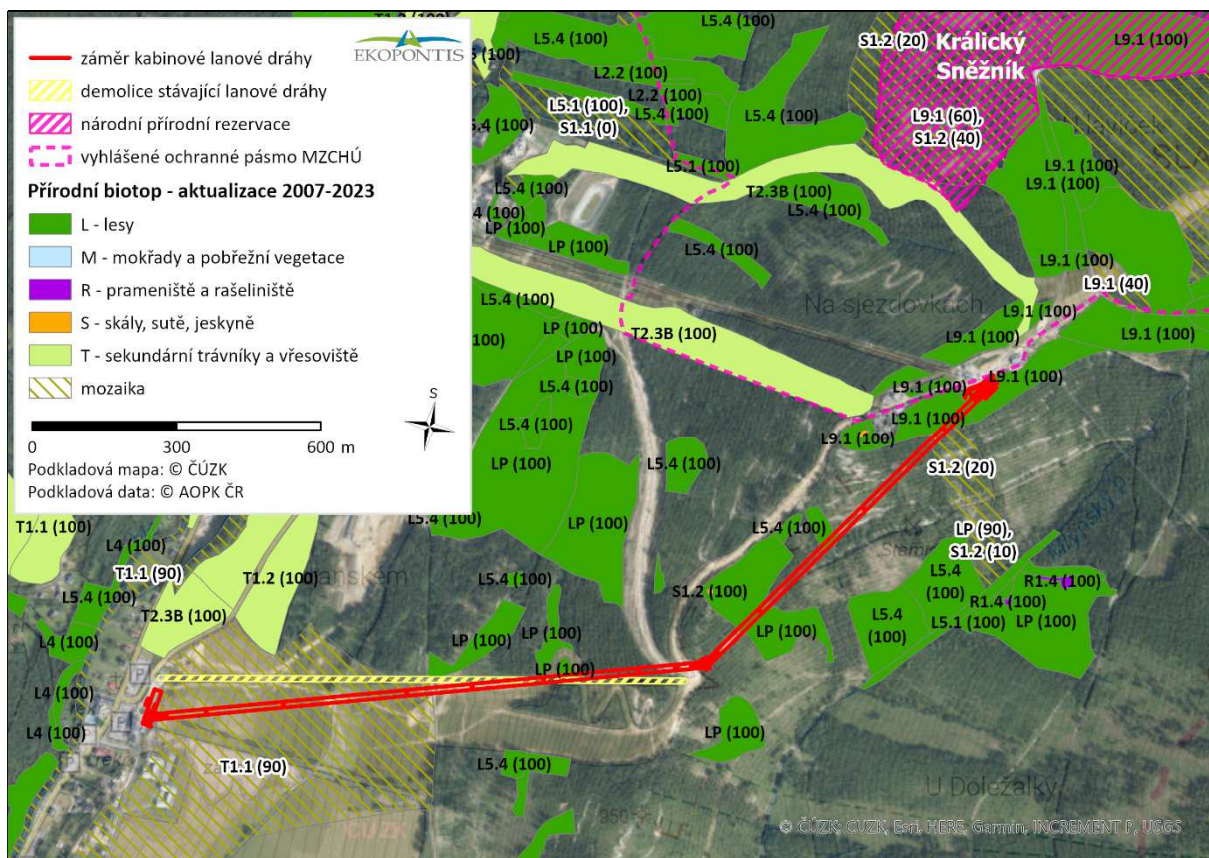 záměr kabinové lanové dráhy
EKOPONTIS
demolice stávající lanové dráhy
národní přírodní rezervace
vyhlášené ochranné pásmo MZCHÚ
Přírodní biotop - aktualizace 2007-2023
L - lesy
M - mokřady a pobřežní vegetace
R - prameniště a rašeliniště
S - skály, sutě, jeskyně
T - sekundární trávníky a vřesoviště
mozaika
S
0 300 600 m
Podkladová mapa: © ČÚZK
Podkladová data: © AOPK ČR
L5.4 (100)
L5.4 (100)
S1.2 (20)
Králický
Sněžník
L9.1 (100)
L2.2 (100)
L2.2 (100)
L5.4 (100)
L5.4 (100)
L5.1 (100),
S1.1 (0)
L9.1 (60),
S1.2 (40)
L5.1 (100)
L9.1 (100)
L9.1 (100)
L5.4 (100)
T2.3B (100)
L5.4 (100)
LP (100)
LP (100)
L5.4 (100)
L9.1 (100)
L9.1 (40)
Na sjezdovkách
L5.4 (100)
L9.1 (100)
L9.1 (100)
L9.1 (100)
LP (100)
T2.3B (100)
LP (100)
L5.4 (100)
L9.1 (100)
L9.1 (100)
L9.1 (100)
L9.1 (100)
L5.4 (100)
LP (100)
L5.4 (100)
S1.2 (20)
T1.1 (100)
L5.4 (100)
LP (100)
L5.4 (100)
LP (90),
S1.2 (10)
L4 (100)
T1.1 (90)
T1.2 (100)
L5.4 (100)
L5.4 (100)
S1.2 (100)
L5.4
(100)
R1.4 (100)
R1.4 (100)
L5.4
(100)
L5.1 (100)
LP (100)
L4 (100)
T2.3B (100)
LP (100)
LP (100)
LP (100)
LP (100)
P
L4 (100)
P
L4 (100)
LP (100)
T1.1 (90)
L5.4 (100)
U Doležalky
950
© ČÚZK; CUZK, Esri, HERE, Garmin, INCREMENT P, USGS